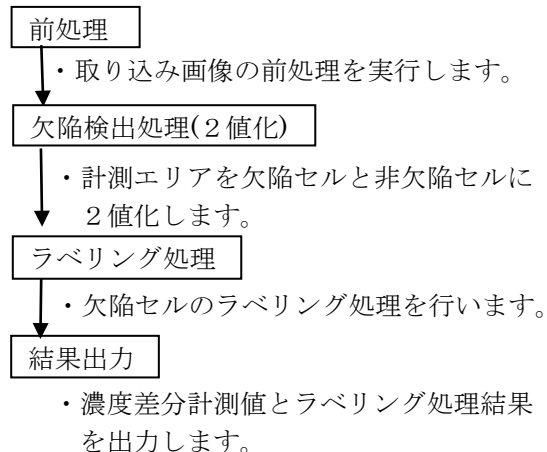 前処理
・取り込み画像の前処理を実行します。
欠陥検出処理(２値化)
・計測エリアを欠陥セルと非欠陥セルに
２値化します。
ラベリング処理
・欠陥セルのラベリング処理を行います。
結果出力
・濃度差分計測値とラベリング処理結果
を出力します。